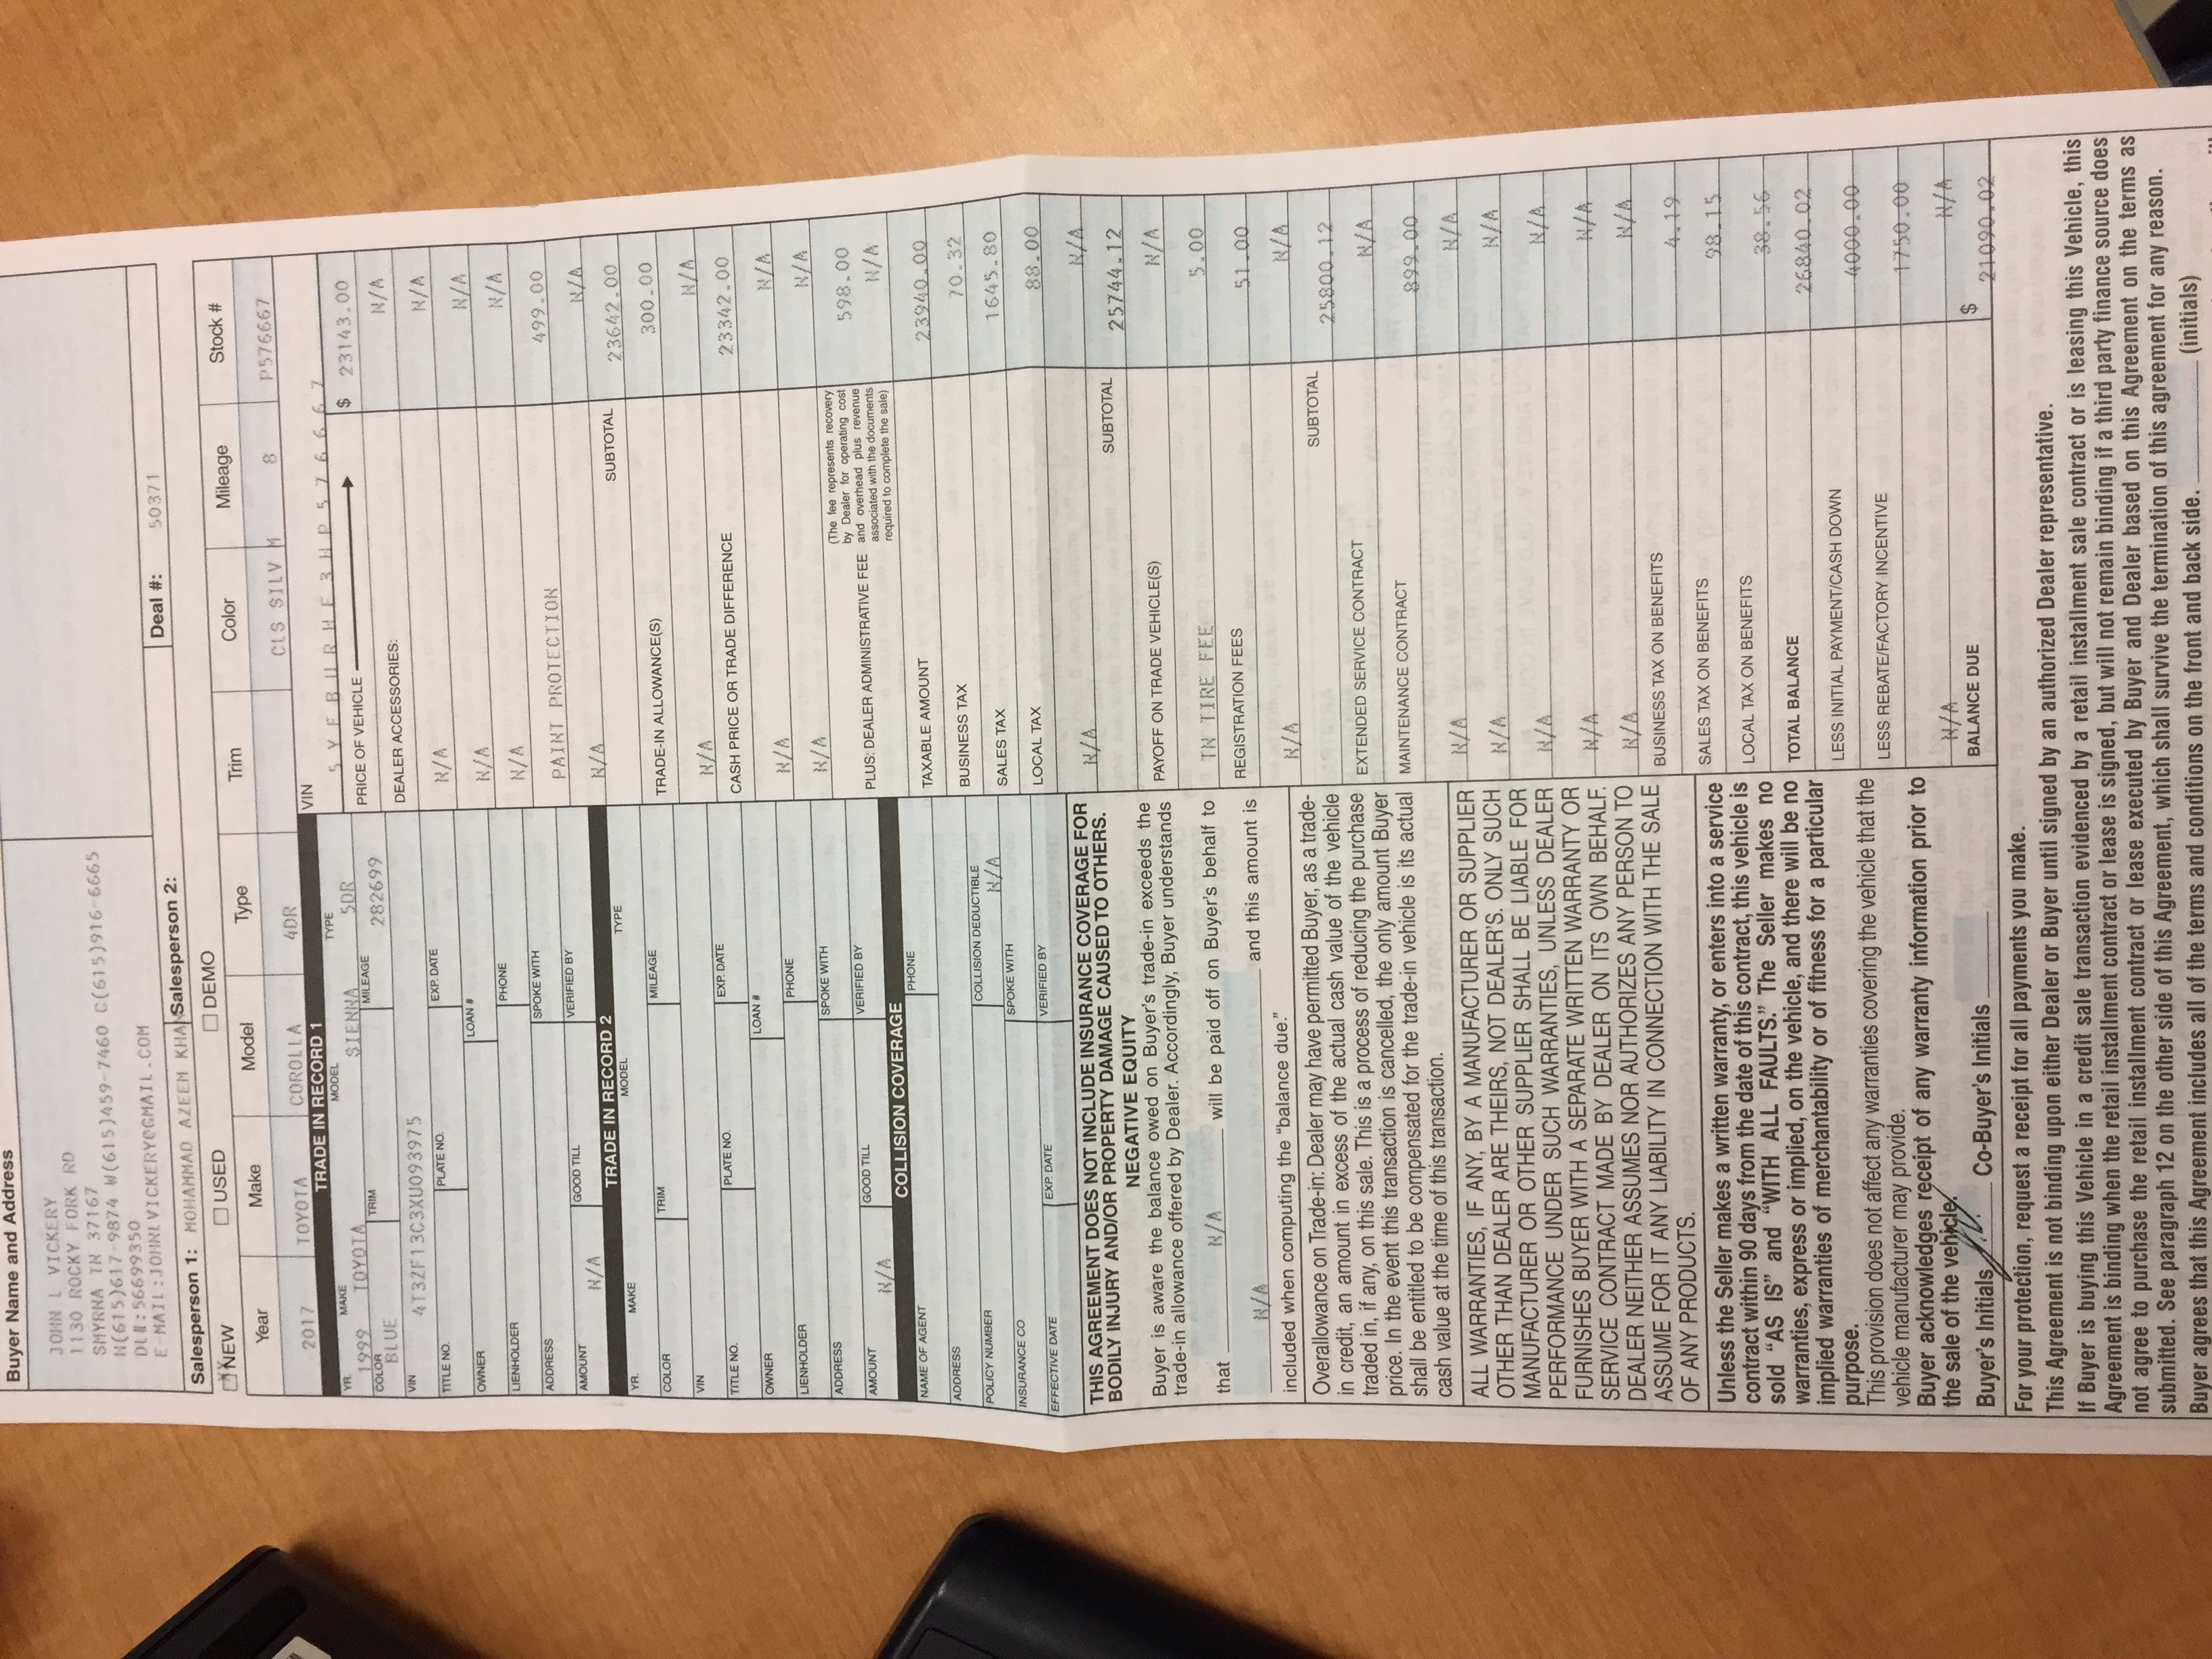 Buyer Name and Address
JOHN L VICKERY
1130 ROCKY FORK RD
SMYRNA TN 37167
H(615)617-9874 W(615)459-7460 C(615)916-6665
DL#:56699350
E-MAIL:JOHNLVICKERY@GMAIL.COM
Salesperson 1: MOHAMMAD AZEEM KHAN Salesperson 2: Deal #: 50371
NEW USED DEMO
Year Make Model Type Trim Color Mileage Stock #
2017 TOYOTA COROLLA 4DR CLS SILV M 8 P576667
TRADE IN RECORD 1
YR. MAKE MODEL TYPE
1999 TOYOTA SIENNA 5DR
COLOR TRIM MILEAGE
BLUE 282699
VIN 4T3ZF13C3XU093975
TITLE NO. PLATE NO. EXP. DATE
OWNER LOAN #
LIENHOLDER PHONE
ADDRESS SPOKE WITH
AMOUNT N/A GOOD TILL VERIFIED BY
TRADE IN RECORD 2
YR. MAKE MODEL TYPE
COLOR TRIM MILEAGE
VIN
TITLE NO. PLATE NO. EXP. DATE
OWNER LOAN #
LIENHOLDER PHONE
ADDRESS SPOKE WITH
AMOUNT N/A GOOD TILL VERIFIED BY
COLLISION COVERAGE
NAME OF AGENT PHONE
ADDRESS
POLICY NUMBER COLLISION DEDUCTIBLE N/A
INSURANCE CO. SPOKE WITH
EFFECTIVE DATE EXP. DATE VERIFIED BY
THIS AGREEMENT DOES NOT INCLUDE INSURANCE COVERAGE FOR
BODILY INJURY AND/OR PROPERTY DAMAGE CAUSED TO OTHERS.
NEGATIVE EQUITY
Buyer is aware the balance owed on Buyer's trade-in exceeds the
trade-in allowance offered by Dealer. Accordingly, Buyer understands
that N/A will be paid off on Buyer's behalf to
N/A and this amount is
included when computing the “balance due.”
Overallowance on Trade-in: Dealer may have permitted Buyer, as a trade-
in credit, an amount in excess of the actual cash value of the vehicle
traded in, if any, on this sale. This is a process of reducing the purchase
price. In the event this transaction is cancelled, the only amount Buyer
shall be entitled to be compensated for the trade-in vehicle is its actual
cash value at the time of this transaction.
ALL WARRANTIES, IF ANY, BY A MANUFACTURER OR SUPPLIER
OTHER THAN DEALER ARE THEIRS, NOT DEALER'S. ONLY SUCH
MANUFACTURER OR OTHER SUPPLIER SHALL BE LIABLE FOR
PERFORMANCE UNDER SUCH WARRANTIES, UNLESS DEALER
FURNISHES BUYER WITH A SEPARATE WRITTEN WARRANTY OR
SERVICE CONTRACT MADE BY DEALER ON ITS OWN BEHALF.
DEALER NEITHER ASSUMES NOR AUTHORIZES ANY PERSON TO
ASSUME FOR IT ANY LIABILITY IN CONNECTION WITH THE SALE
OF ANY PRODUCTS.
Unless the Seller makes a written warranty, or enters into a service
contract within 90 days from the date of this contract, this vehicle is
sold “AS IS” and “WITH ALL FAULTS.” The Seller makes no
warranties, express or implied, on the vehicle, and there will be no
implied warranties of merchantability or of fitness for a particular
purpose.
This provision does not affect any warranties covering the vehicle that the
vehicle manufacturer may provide.
Buyer acknowledges receipt of any warranty information prior to
the sale of the vehicle.
Buyer's Initials J.V. Co-Buyer's Initials
VIN
5YFBURHE3HP576667
PRICE OF VEHICLE $ 23143.00
N/A
DEALER ACCESSORIES:
N/A
N/A N/A
N/A N/A
N/A
PAINT PROTECTION 499.00
N/A N/A
SUBTOTAL 23642.00
TRADE-IN ALLOWANCE(S) 300.00
N/A N/A
CASH PRICE OR TRADE DIFFERENCE 23342.00
N/A N/A
N/A N/A
PLUS: DEALER ADMINISTRATIVE FEE 598.00
(The fee represents recovery
by Dealer for operating cost
and overhead plus revenue
associated with the documents
required to complete the sale)
N/A
TAXABLE AMOUNT 23940.00
BUSINESS TAX 70.32
SALES TAX 1645.80
LOCAL TAX 88.00
N/A N/A
SUBTOTAL 25744.12
PAYOFF ON TRADE VEHICLE(S) N/A
TN TIRE FEE 5.00
REGISTRATION FEES 51.00
N/A N/A
SUBTOTAL 25800.12
EXTENDED SERVICE CONTRACT N/A
MAINTENANCE CONTRACT 899.00
N/A N/A
N/A N/A
N/A N/A
N/A N/A
N/A N/A
BUSINESS TAX ON BENEFITS 4.19
SALES TAX ON BENEFITS 98.15
LOCAL TAX ON BENEFITS 38.56
TOTAL BALANCE 26840.02
LESS INITIAL PAYMENT/CASH DOWN 4000.00
LESS REBATE/FACTORY INCENTIVE 1750.00
N/A N/A
BALANCE DUE $ 21090.02
For your protection, request a receipt for all payments you make.
This Agreement is not binding upon either Dealer or Buyer until signed by an authorized Dealer representative.
If Buyer is buying this Vehicle in a credit sale transaction evidenced by a retail installment sale contract or is leasing this Vehicle, this
Agreement is binding when the retail installment contract or lease is signed, but will not remain binding if a third party finance source does
not agree to purchase the retail installment contract or lease executed by Buyer and Dealer based on this Agreement on the terms as
submitted. See paragraph 12 on the other side of this Agreement, which shall survive the termination of this agreement for any reason.
Buyer agrees that this Agreement includes all of the terms and conditions on the front and back side. (initials)